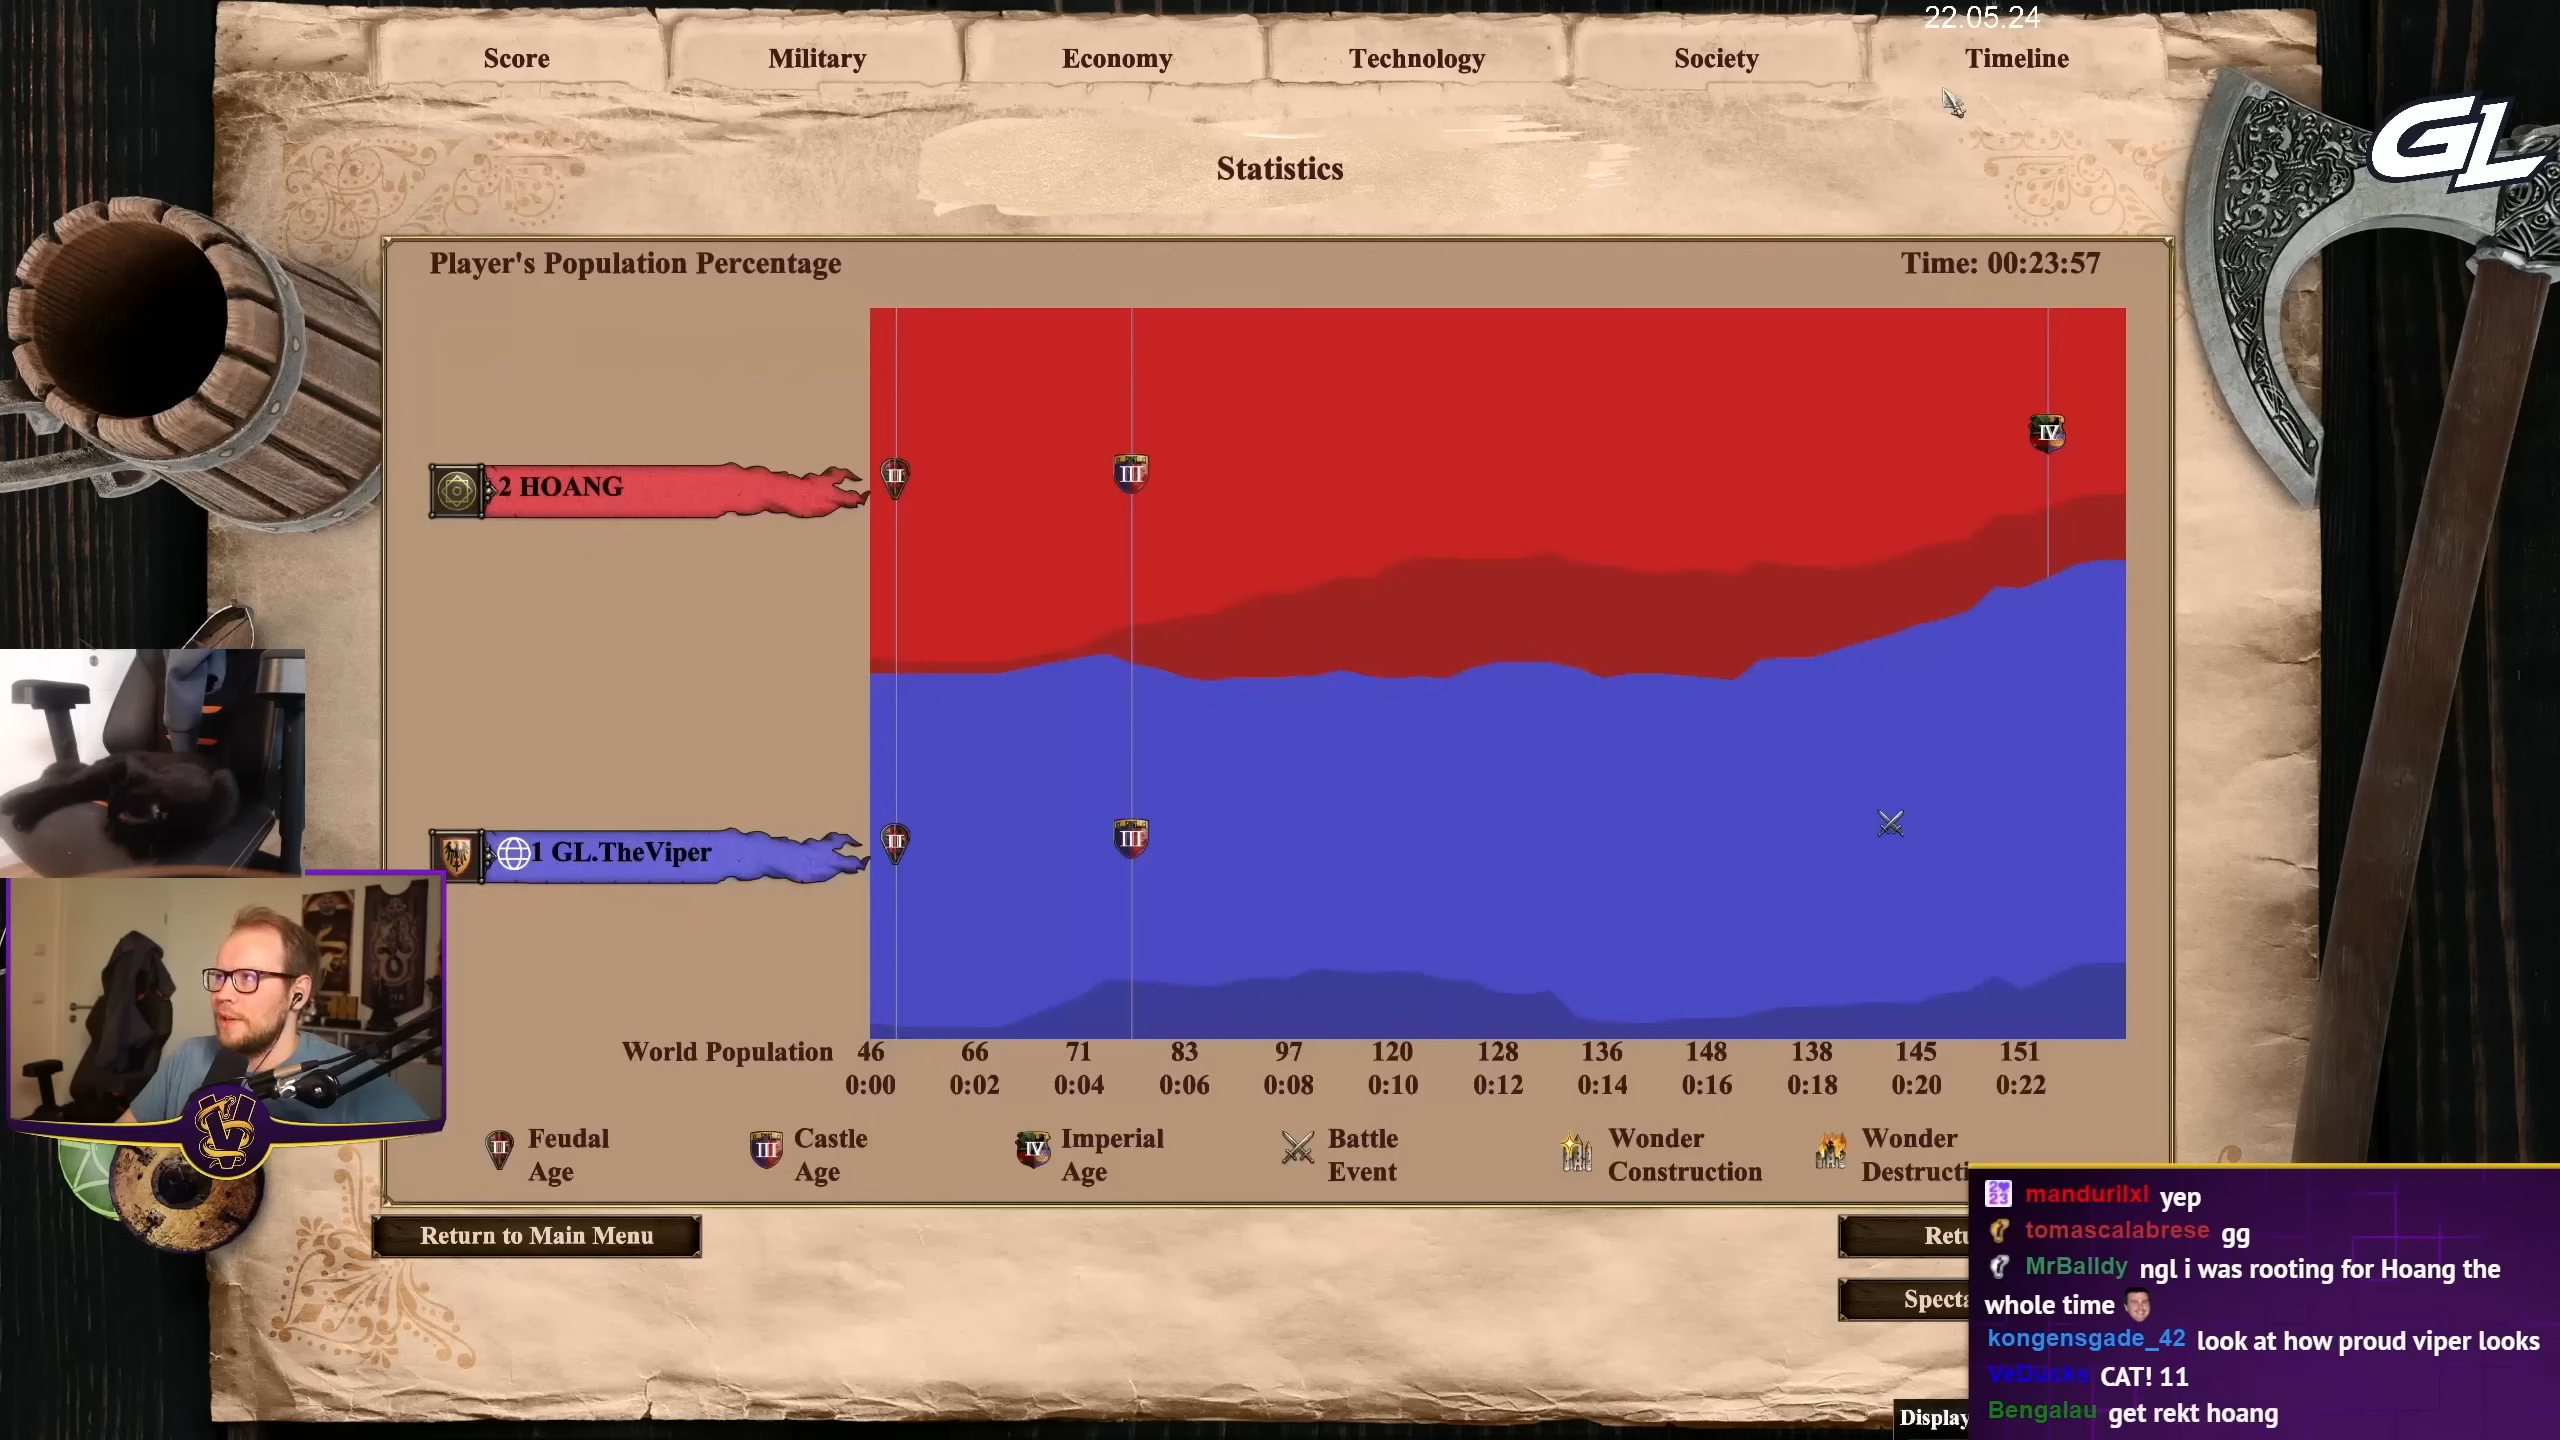 22.05.24
Score Military Economy Technology Society Timeline
GL
Statistics
Player's Population Percentage Time: 00:23:57
IV
II III
2 HOANG
II III
1 GL.TheViper
World Population 46 66 71 83 97 120 128 136 148 138 145 151
0:00 0:02 0:04 0:06 0:08 0:10 0:12 0:14 0:16 0:18 0:20 0:22
II Feudal Age
III Castle Age
IV Imperial Age
Battle Event
Wonder Construction
Wonder Destructi
Return to Main Menu
Retu
Specta
Display
mandurilxl yep
tomascalabrese gg
MrBalldy ngl i was rooting for Hoang the
whole time
kongensgade_42 look at how proud viper looks
VeDucks CAT! 11
Bengalau get rekt hoang